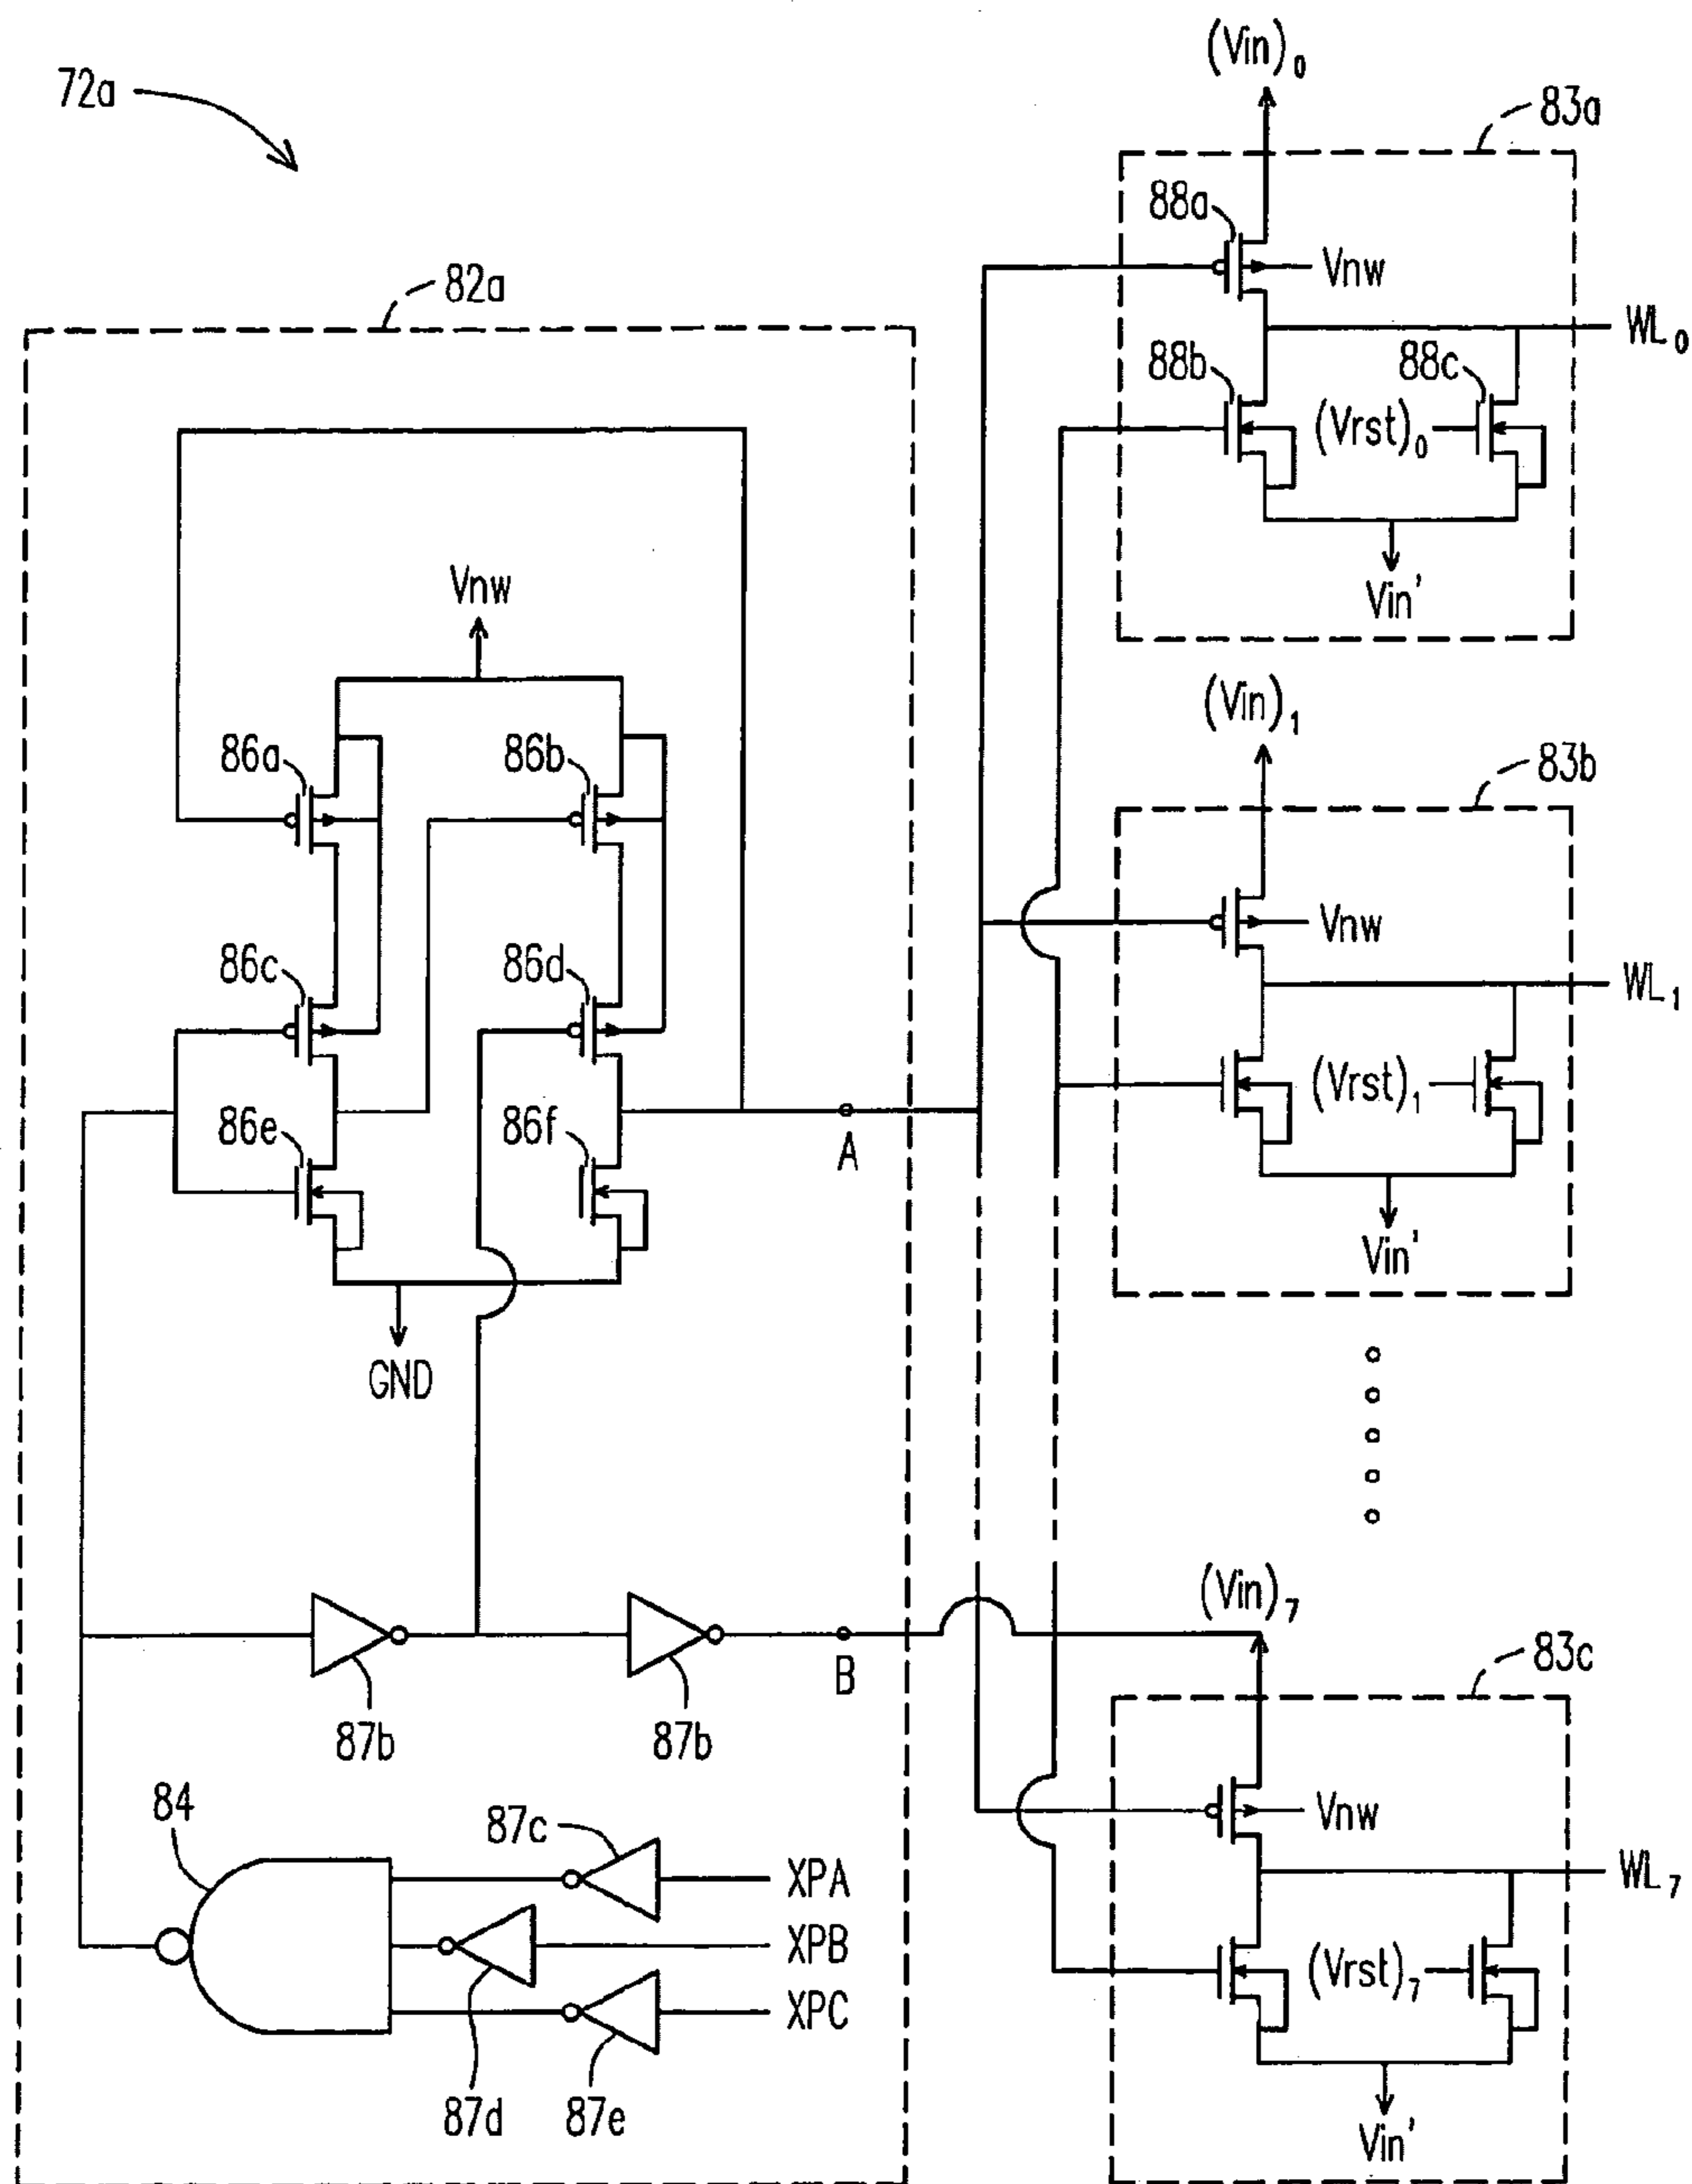 72a
(Vin)0
83a
88a
Vnw
82a
WL0
88b
88c
(Vrst)0
Vin'
Vnw
(Vin)1
83b
86a
86b
Vnw
86c
86d
WL1
(Vrst)1
86e
86f
A
Vin'
GND
(Vin)7
83c
B
87b
87b
84
87c
Vnw
XPA
WL7
XPB
(Vrst)7
XPC
87d
87e
Vin'